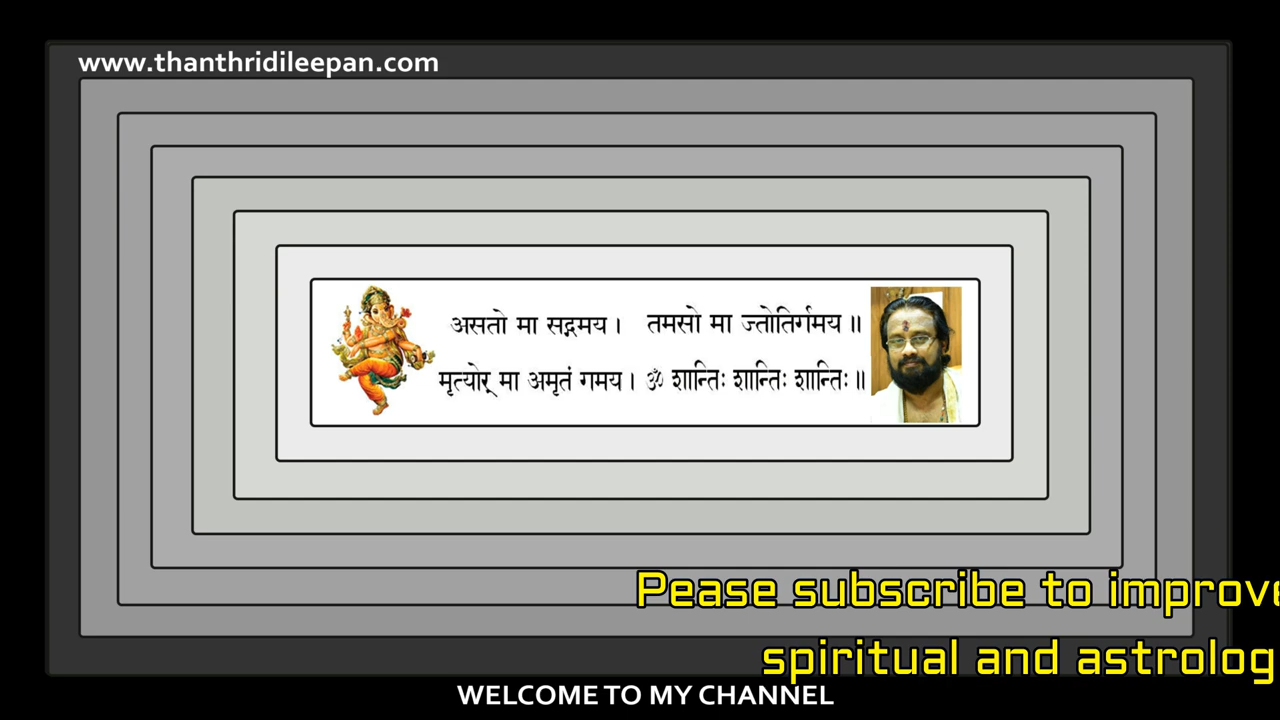 www.thanthridileepan.com
असतो मा सद्गमय। तमसो मा ज्तोतिर्गमय॥
मृत्योर् मा अमृतं गमय। ॐ शान्तिः शान्तिः शान्तिः॥
Pease subscribe to improve
spiritual and astrolog
WELCOME TO MY CHANNEL